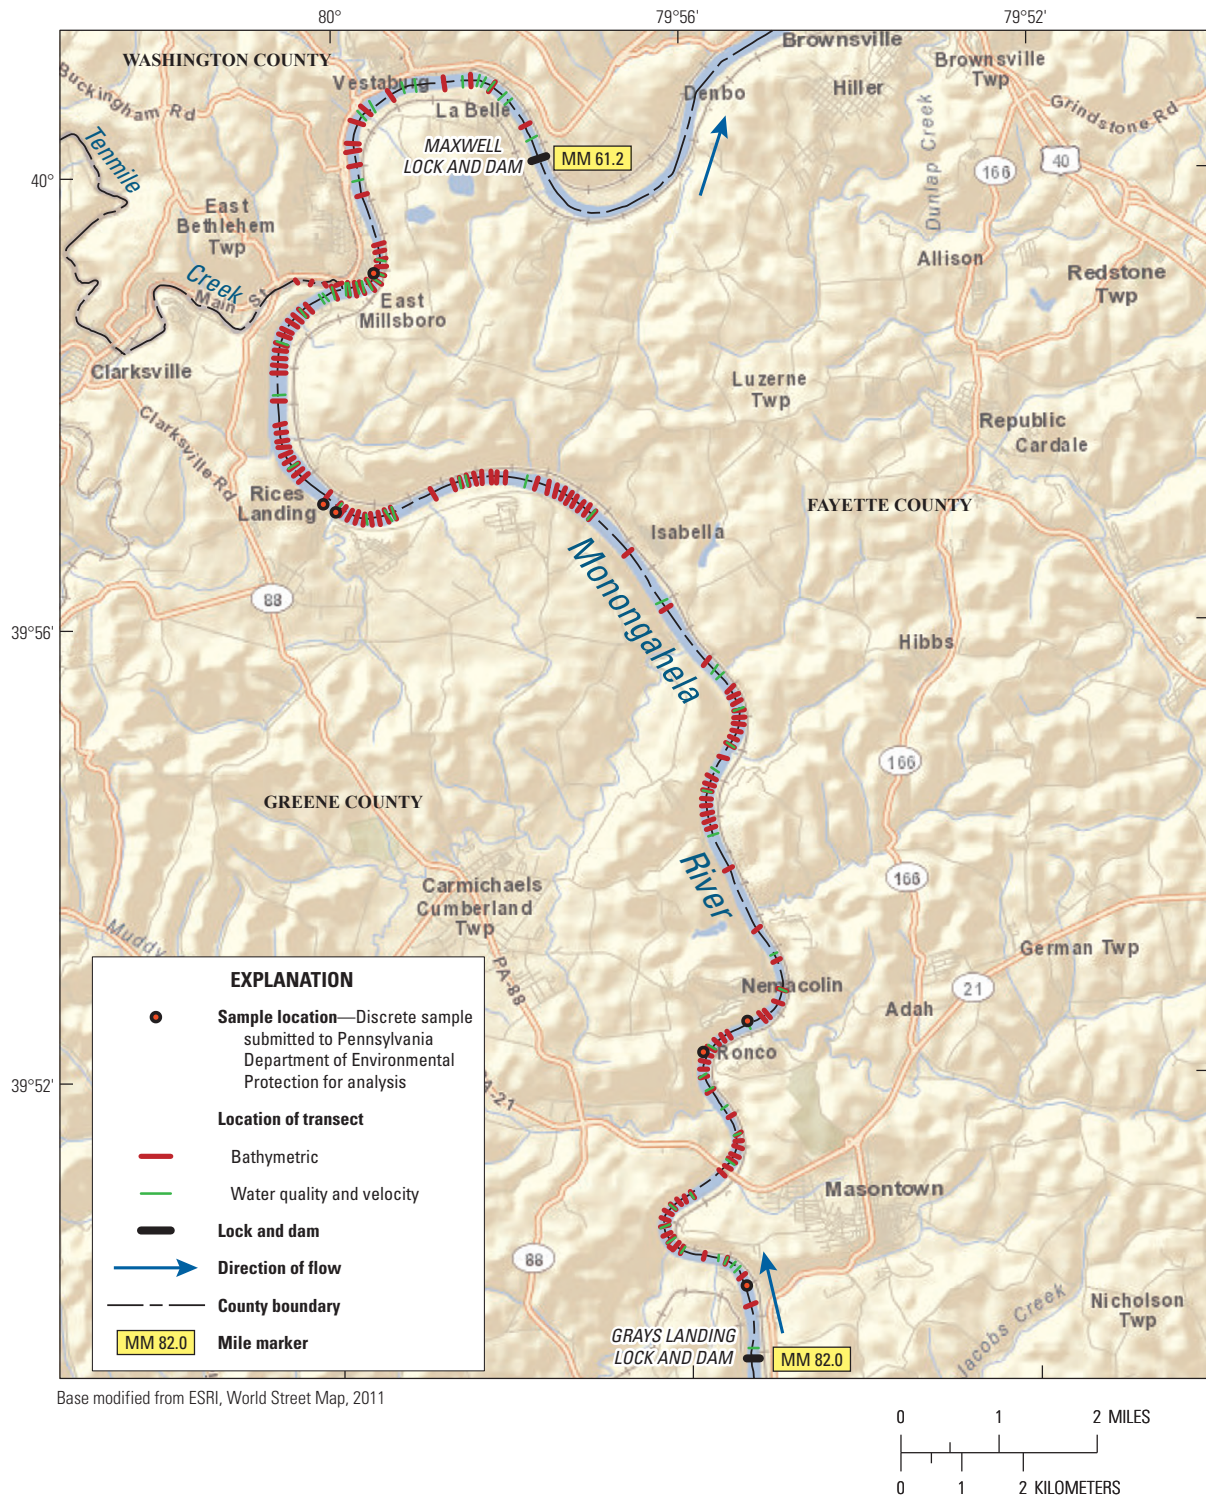 80°
79°56'
79°52'
WASHINGTON COUNTY
Brownsville
Vestaburg
Brownsville
Twp
Buckingham Rd
La Belle
Denbo
Hiller
Grindstone Rd
Tenmile
MAXWELL
LOCK AND DAM
MM 61.2
Dunlap Creek
166
40
40°
East
Bethlehem
Twp
Allison
Redstone
Twp
Creek
Main St
East
Millsboro
Clarksville
Luzerne
Twp
Clarksville Rd
Republic
Cardale
Rices
Landing
FAYETTE COUNTY
Isabella
Monongahela
88
39°56'
Hibbs
166
GREENE COUNTY
River
166
Carmichaels
Cumberland
Twp
Muddy
German Twp
PA-88
Nemacolin
21
Adah
Ronco
39°52'
A-21
Masontown
88
Nicholson
Twp
Jacobs Creek
GRAYS LANDING
LOCK AND DAM
MM 82.0
EXPLANATION
Sample location—Discrete sample
submitted to Pennsylvania
Department of Environmental
Protection for analysis
Location of transect
Bathymetric
Water quality and velocity
Lock and dam
Direction of flow
County boundary
MM 82.0 Mile marker
Base modified from ESRI, World Street Map, 2011
0 1 2 MILES
0 1 2 KILOMETERS